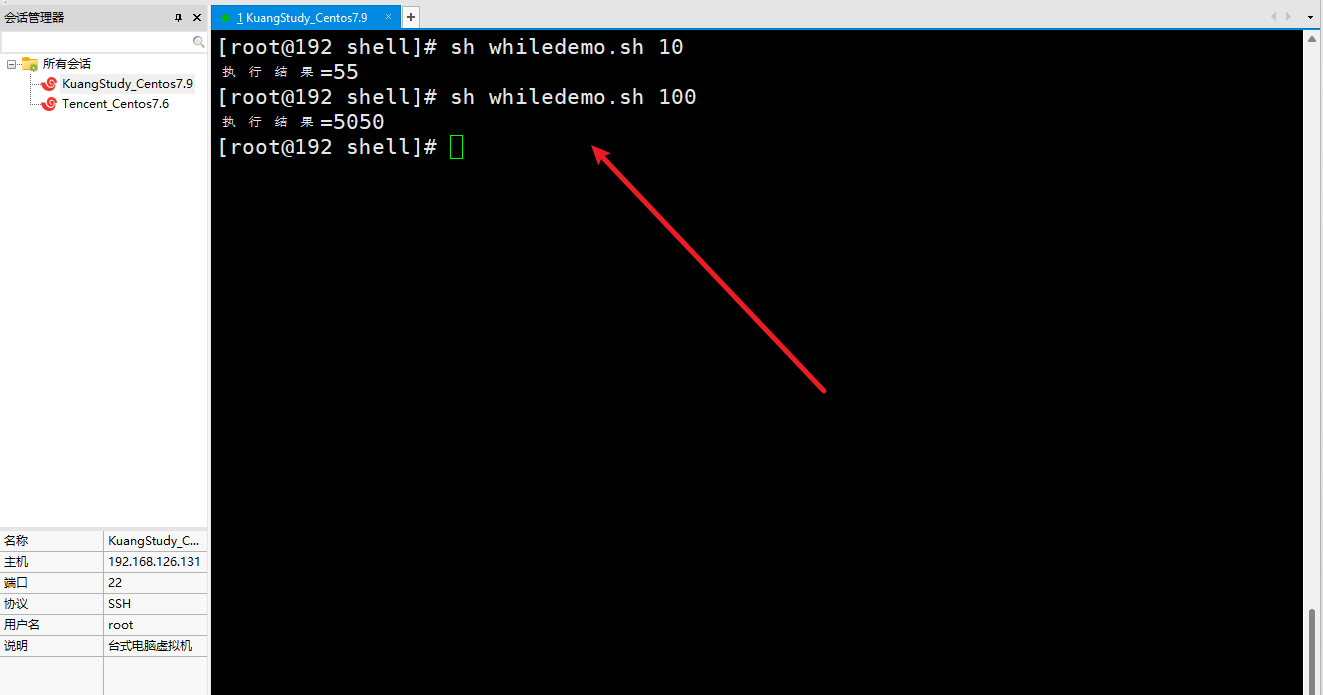 会话管理器
所有会话
KuangStudy_Centos7.9
Tencent_Centos7.6
名称 KuangStudy_C...
主机 192.168.126.131
端口 22
协议 SSH
用户名 root
说明 台式电脑虚拟机
1 KuangStudy_Centos7.9
[root@192 shell]# sh whiledemo.sh 10
执行结果=55
[root@192 shell]# sh whiledemo.sh 100
执行结果=5050
[root@192 shell]#